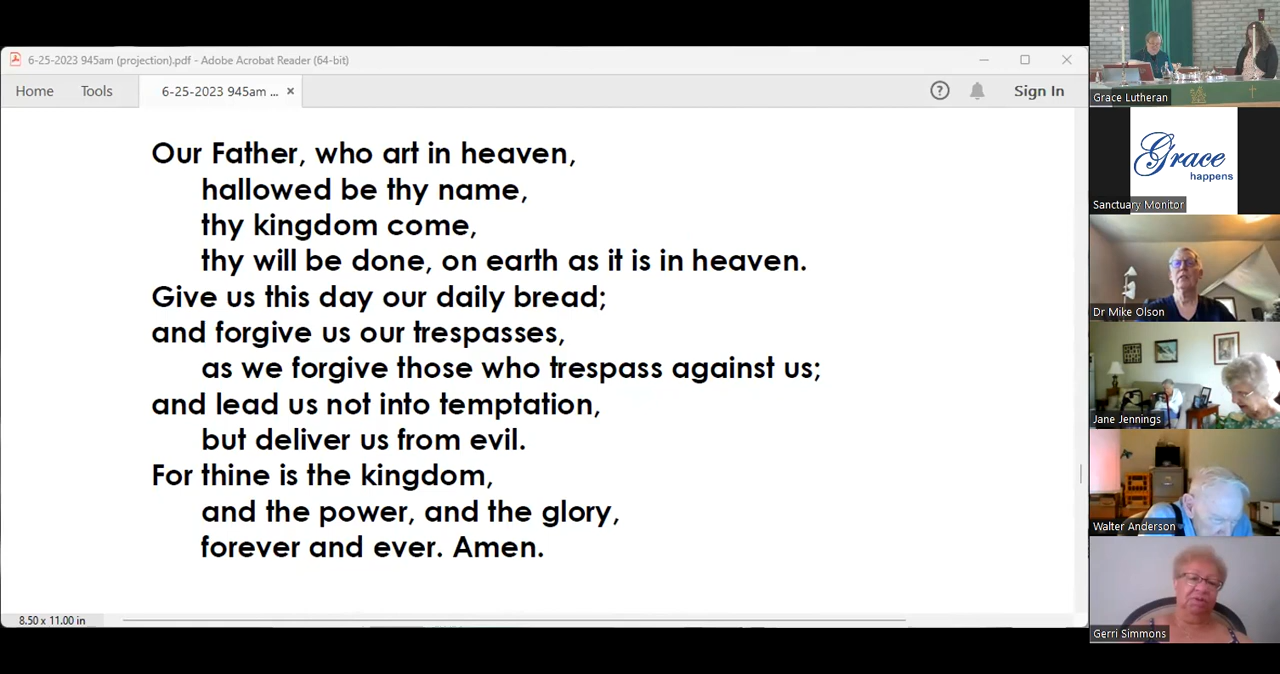 6-25-2023 945am (projection).pdf - Adobe Acrobat Reader (64-bit)
Home
Tools
6-25-2023 945am ...
Sign In
Our Father, who art in heaven,
hallowed be thy name,
thy kingdom come,
thy will be done, on earth as it is in heaven.
Give us this day our daily bread;
and forgive us our trespasses,
as we forgive those who trespass against us;
and lead us not into temptation,
but deliver us from evil.
For thine is the kingdom,
and the power, and the glory,
forever and ever. Amen.
8.50 x 11.00 in
Grace Lutheran
Grace
happens
Sanctuary Monitor
Dr Mike Olson
Jane Jennings
Walter Anderson
Gerri Simmons